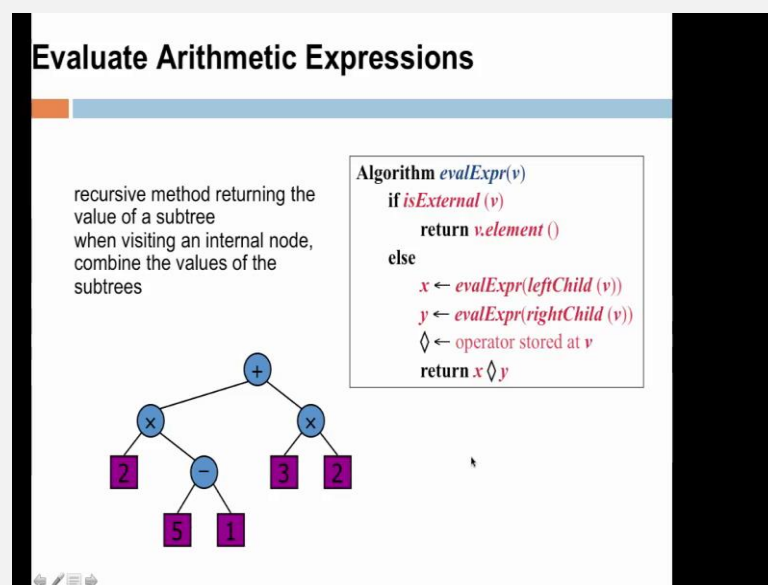 Evaluate Arithmetic Expressions
recursive method returning the
value of a subtree
when visiting an internal node,
combine the values of the
subtrees
Algorithm evalExpr(v)
if isExternal (v)
return v.element ()
else
x ← evalExpr(leftChild (v))
y ← evalExpr(rightChild (v))
◊ ← operator stored at v
return x ◊ y
+
× ×
2 − 3 2
5 1